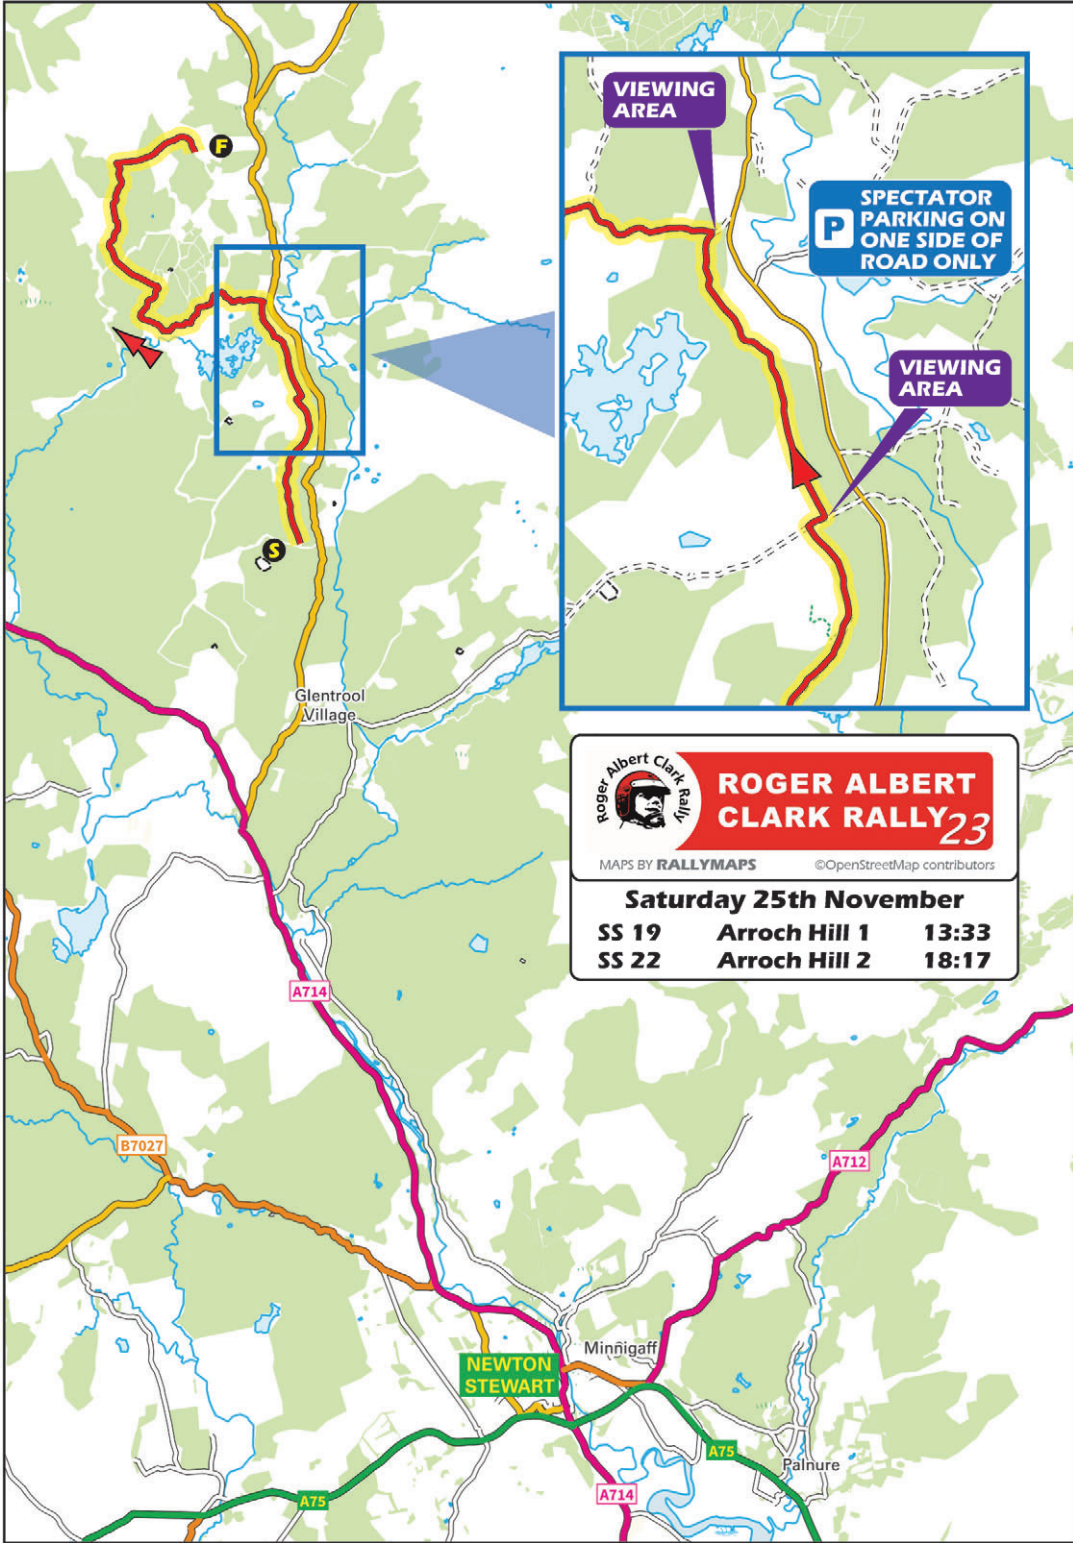 F
S
VIEWING
AREA
P
SPECTATOR
PARKING ON
ONE SIDE OF
ROAD ONLY
VIEWING
AREA
Glentrool
Village
Roger Albert Clark Rally
ROGER ALBERT
CLARK RALLY 23
MAPS BY RALLYMAPS ©OpenStreetMap contributors
Saturday 25th November
SS 19 Arroch Hill 1 13:33
SS 22 Arroch Hill 2 18:17
A714
B7027
A712
Minnigaff
NEWTON
STEWART
A75
Palnure
A75
A714